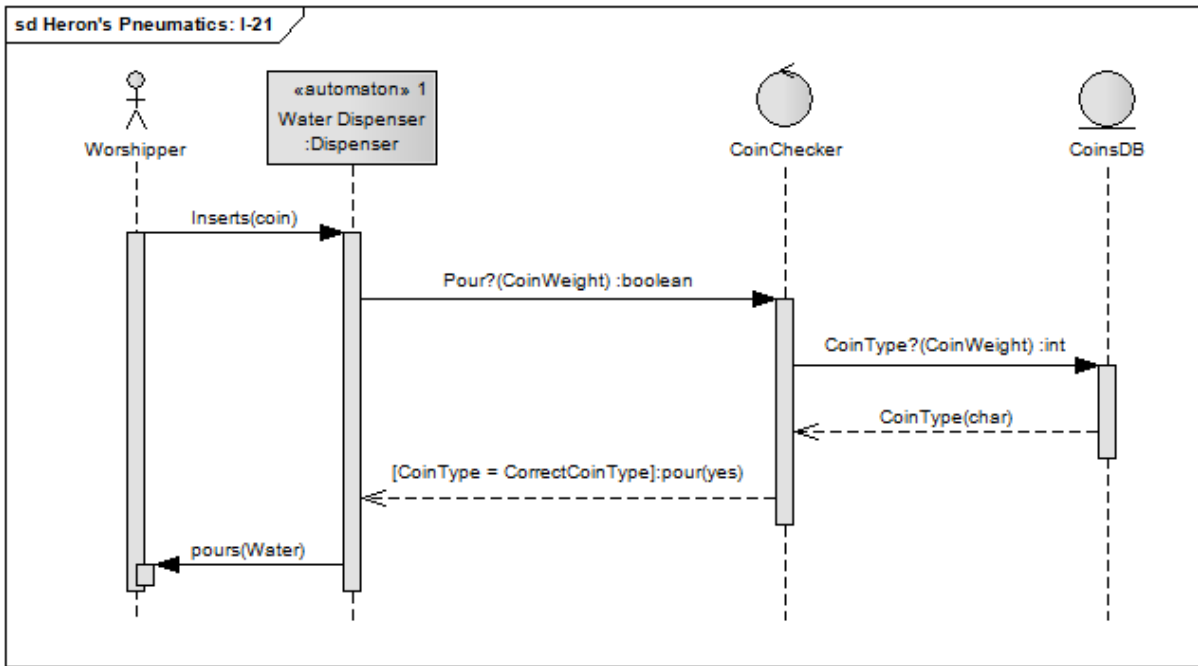 sd Heron's Pneumatics: I-21
«automaton» 1
Water Dispenser
:Dispenser
Worshipper
CoinChecker
CoinsDB
Inserts(coin)
Pour?(CoinWeight) :boolean
CoinType?(CoinWeight) :int
CoinType(char)
[CoinType = CorrectCoinType]:pour(yes)
pours(Water)